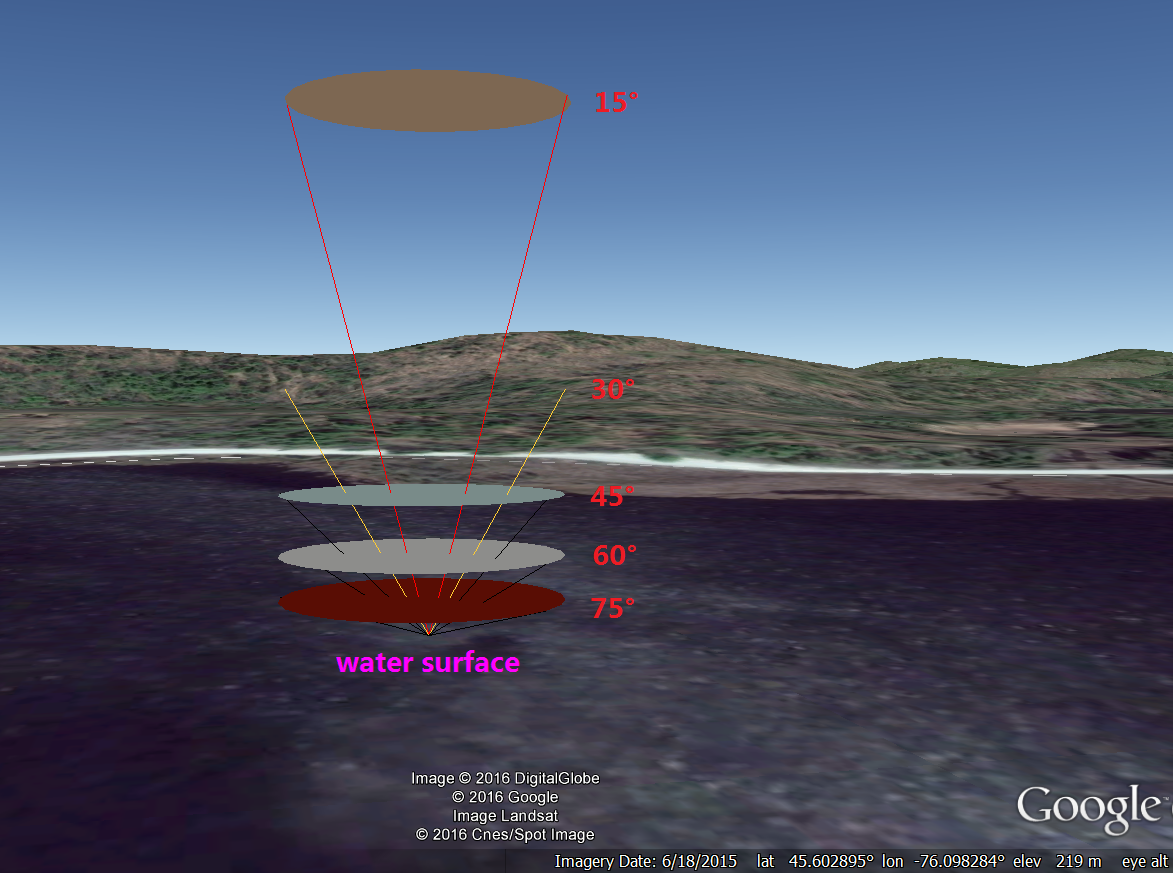 15°
30°
45°
60°
75°
water surface
Image © 2016 DigitalGlobe
© 2016 Google
Image Landsat
© 2016 Cnes/Spot Image
Google
Imagery Date: 6/18/2015 lat 45.602895° lon -76.098284° elev 219 m eye alt